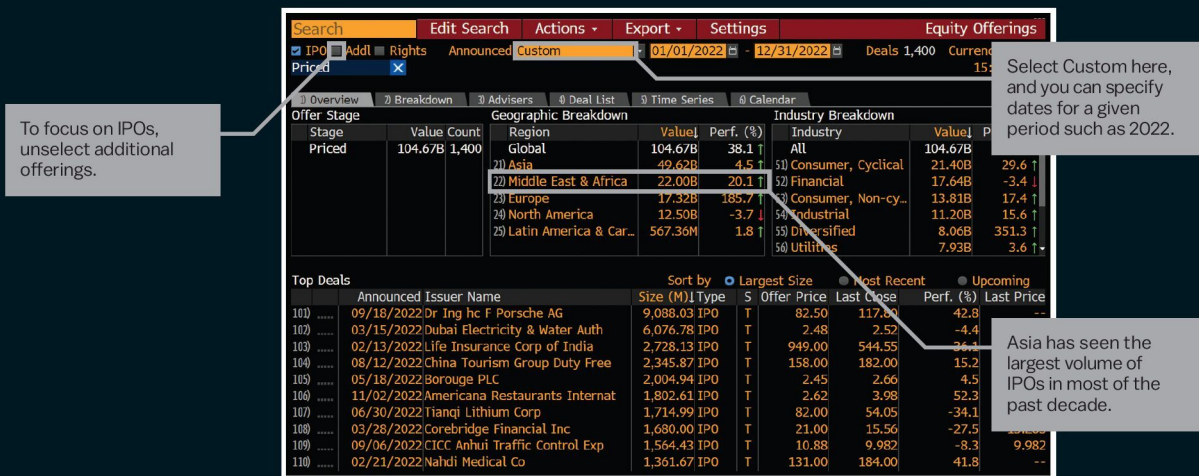 Search Edit Search Actions Export Settings Equity Offerings
IPO Addl Rights Announced Custom 01/01/2022 - 12/31/2022 Deals 1,400
Priced
To focus on IPOs,
unselect additional
offerings.
Select Custom here,
and you can specify
dates for a given
period such as 2022.
1) Overview 2) Breakdown 3) Advisers 4) Deal List 5) Time Series 6) Calendar
Offer Stage Geographic Breakdown Industry Breakdown
Stage Value Count Region Value Perf. (%) Industry Value
Priced 104.67B 1,400 Global 104.67B 38.1 ↑ All 104.67B
21) Asia 49.62B 4.5 ↑ 51) Consumer, Cyclical 21.40B 29.6 ↑
22) Middle East & Africa 22.00B 20.1 ↑ 52) Financial 17.64B -3.4 ↓
23) Europe 17.32B 185.7 ↑ 53) Consumer, Non-cy... 13.81B 17.4 ↑
24) North America 12.50B -3.7 ↓ 54) Industrial 11.20B 15.6 ↑
25) Latin America & Car... 567.36M 1.8 ↑ 55) Diversified 8.06B 351.3 ↑
56) Utilities 7.93B 3.6 ↑
Top Deals Sort by Largest Size Most Recent Upcoming
Announced Issuer Name Size (M) Type S Offer Price Last Close Perf. (%) Last Price
101) ..... 09/18/2022 Dr Ing hc F Porsche AG 9,088.03 IPO T 82.50 117.80 42.8 --
102) ..... 03/15/2022 Dubai Electricity & Water Auth 6,076.78 IPO T 2.48 2.52 -4.4
103) ..... 02/13/2022 Life Insurance Corp of India 2,728.13 IPO T 949.00 544.55 -36.1
104) ..... 08/12/2022 China Tourism Group Duty Free 2,345.87 IPO T 158.00 182.00 15.2
105) ..... 05/18/2022 Borouge PLC 2,004.94 IPO T 2.45 2.66 4.5
106) ..... 11/02/2022 Americana Restaurants Internat 1,802.61 IPO T 2.62 3.98 52.3
107) ..... 06/30/2022 Tianqi Lithium Corp 1,714.99 IPO T 82.00 54.05 -34.1
108) ..... 03/28/2022 Corebridge Financial Inc 1,680.00 IPO T 21.00 15.56 -27.5
109) ..... 09/06/2022 CICC Anhui Traffic Control Exp 1,564.43 IPO T 10.88 9.982 -8.3 9.982
110) ..... 02/21/2022 Nahdi Medical Co 1,361.67 IPO T 131.00 184.00 41.8 --
Asia has seen the
largest volume of
IPOs in most of the
past decade.